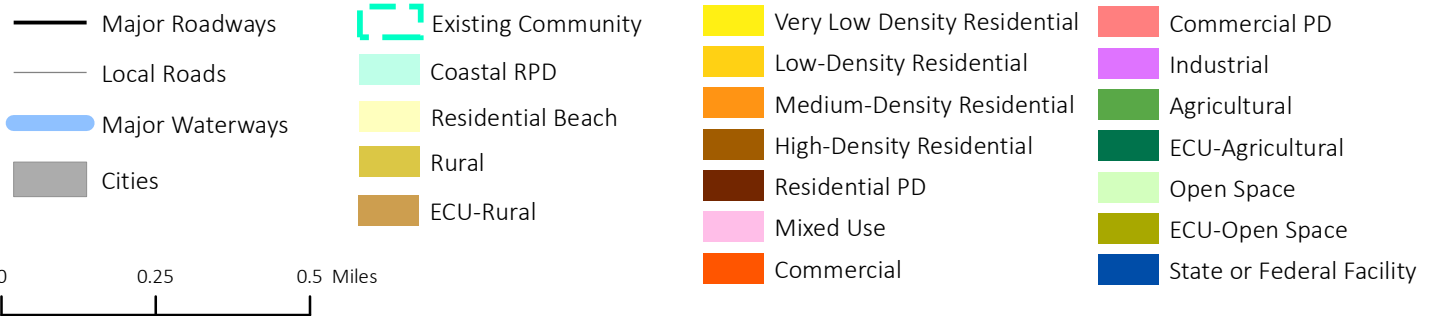 Major Roadways
Local Roads
Major Waterways
Cities
Existing Community
Coastal RPD
Residential Beach
Rural
ECU-Rural
Very Low Density Residential
Low-Density Residential
Medium-Density Residential
High-Density Residential
Residential PD
Mixed Use
Commercial
Commercial PD
Industrial
Agricultural
ECU-Agricultural
Open Space
ECU-Open Space
State or Federal Facility
0 0.25 0.5 Miles